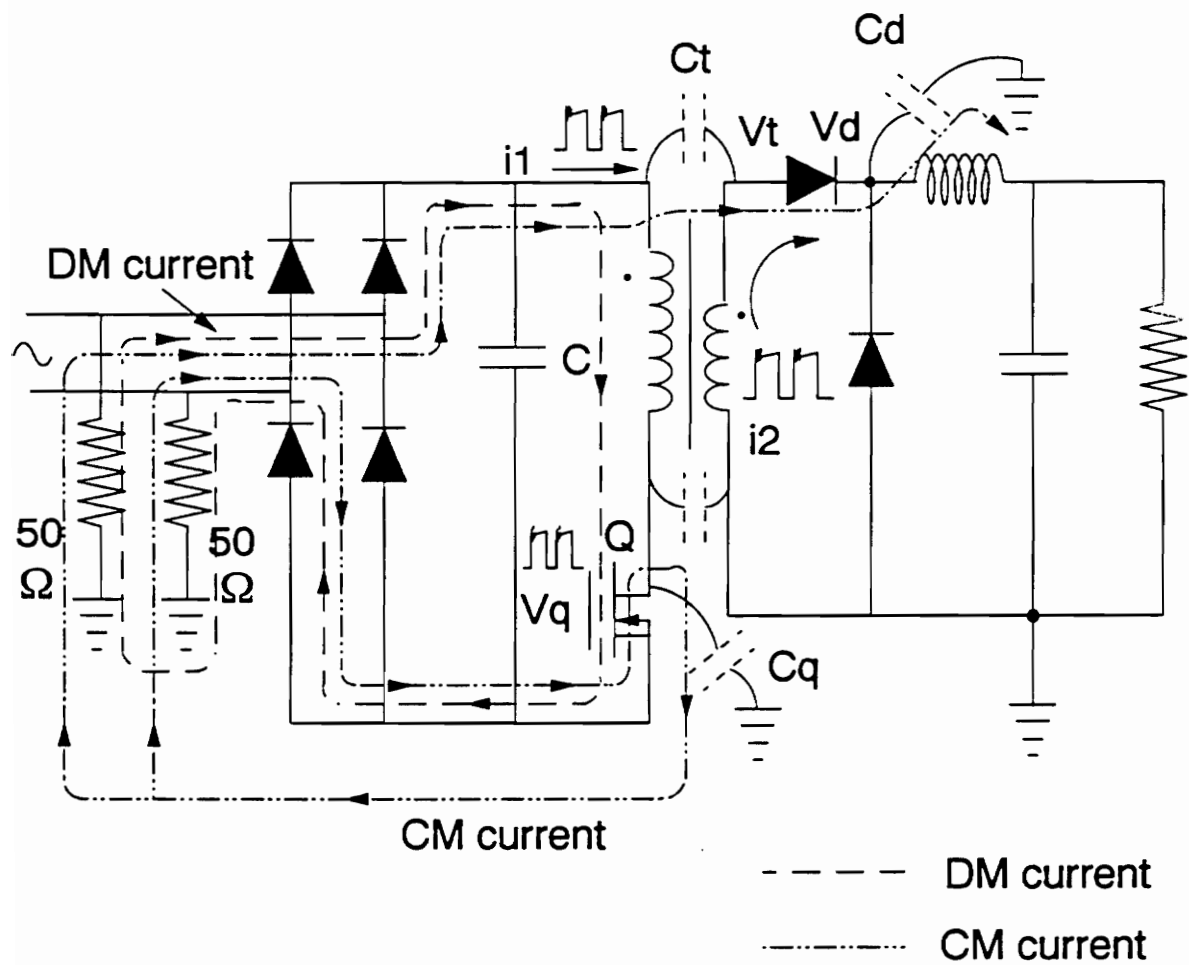 Cd
Ct
Vt
Vd
i1
DM current
C
i2
50
Ω
50
Ω
Q
Vq
Cq
CM current
DM current
CM current